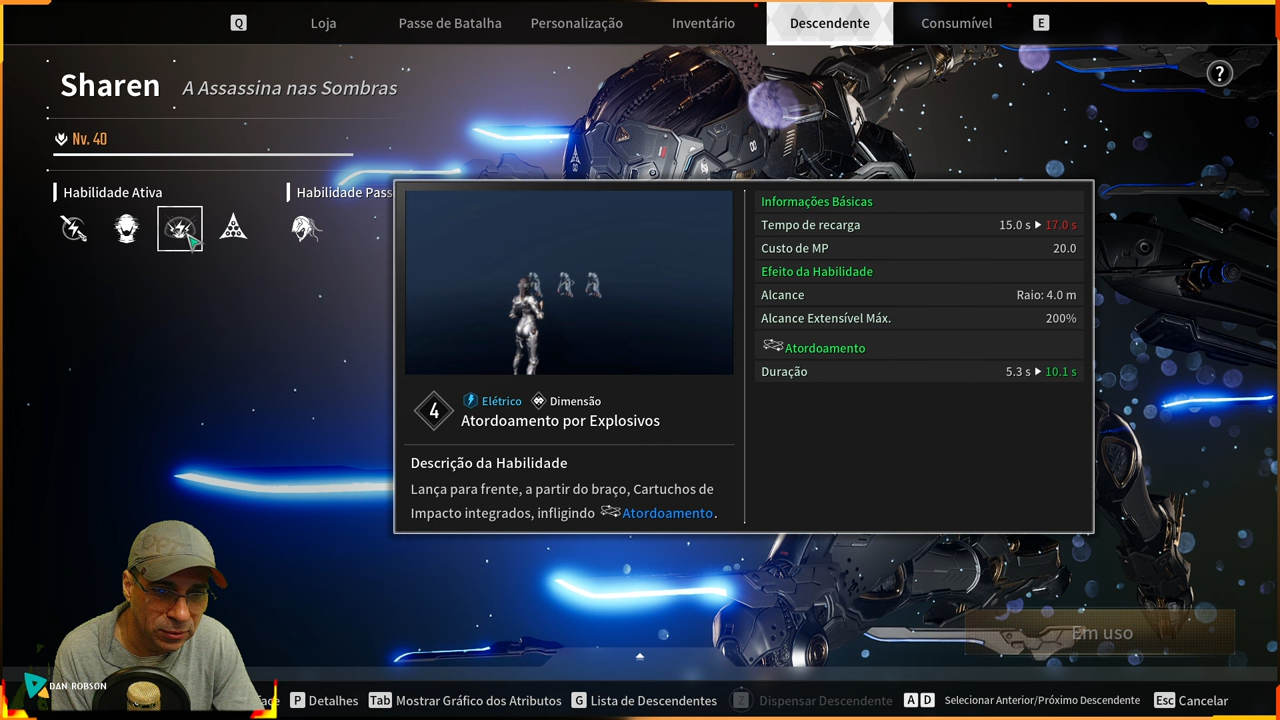 Q Loja Passe de Batalha Personalização Inventário Descendente Consumível E
Sharen A Assassina nas Sombras
?
Nv. 40
Habilidade Ativa Habilidade Pass
Informações Básicas
Tempo de recarga 15.0 s 17.0 s
Custo de MP 20.0
Efeito da Habilidade
Alcance Raio: 4.0 m
Alcance Extensível Máx. 200%
Atordoamento
Duração 5.3 s 10.1 s
4 Elétrico Dimensão
Atordoamento por Explosivos
Descrição da Habilidade
Lança para frente, a partir do braço, Cartuchos de
Impacto integrados, infligindo Atordoamento.
Em uso
DAN ROBSON
P Detalhes Tab Mostrar Gráfico dos Atributos G Lista de Descendentes Z Dispensar Descendente A D Selecionar Anterior/Próximo Descendente Esc Cancelar